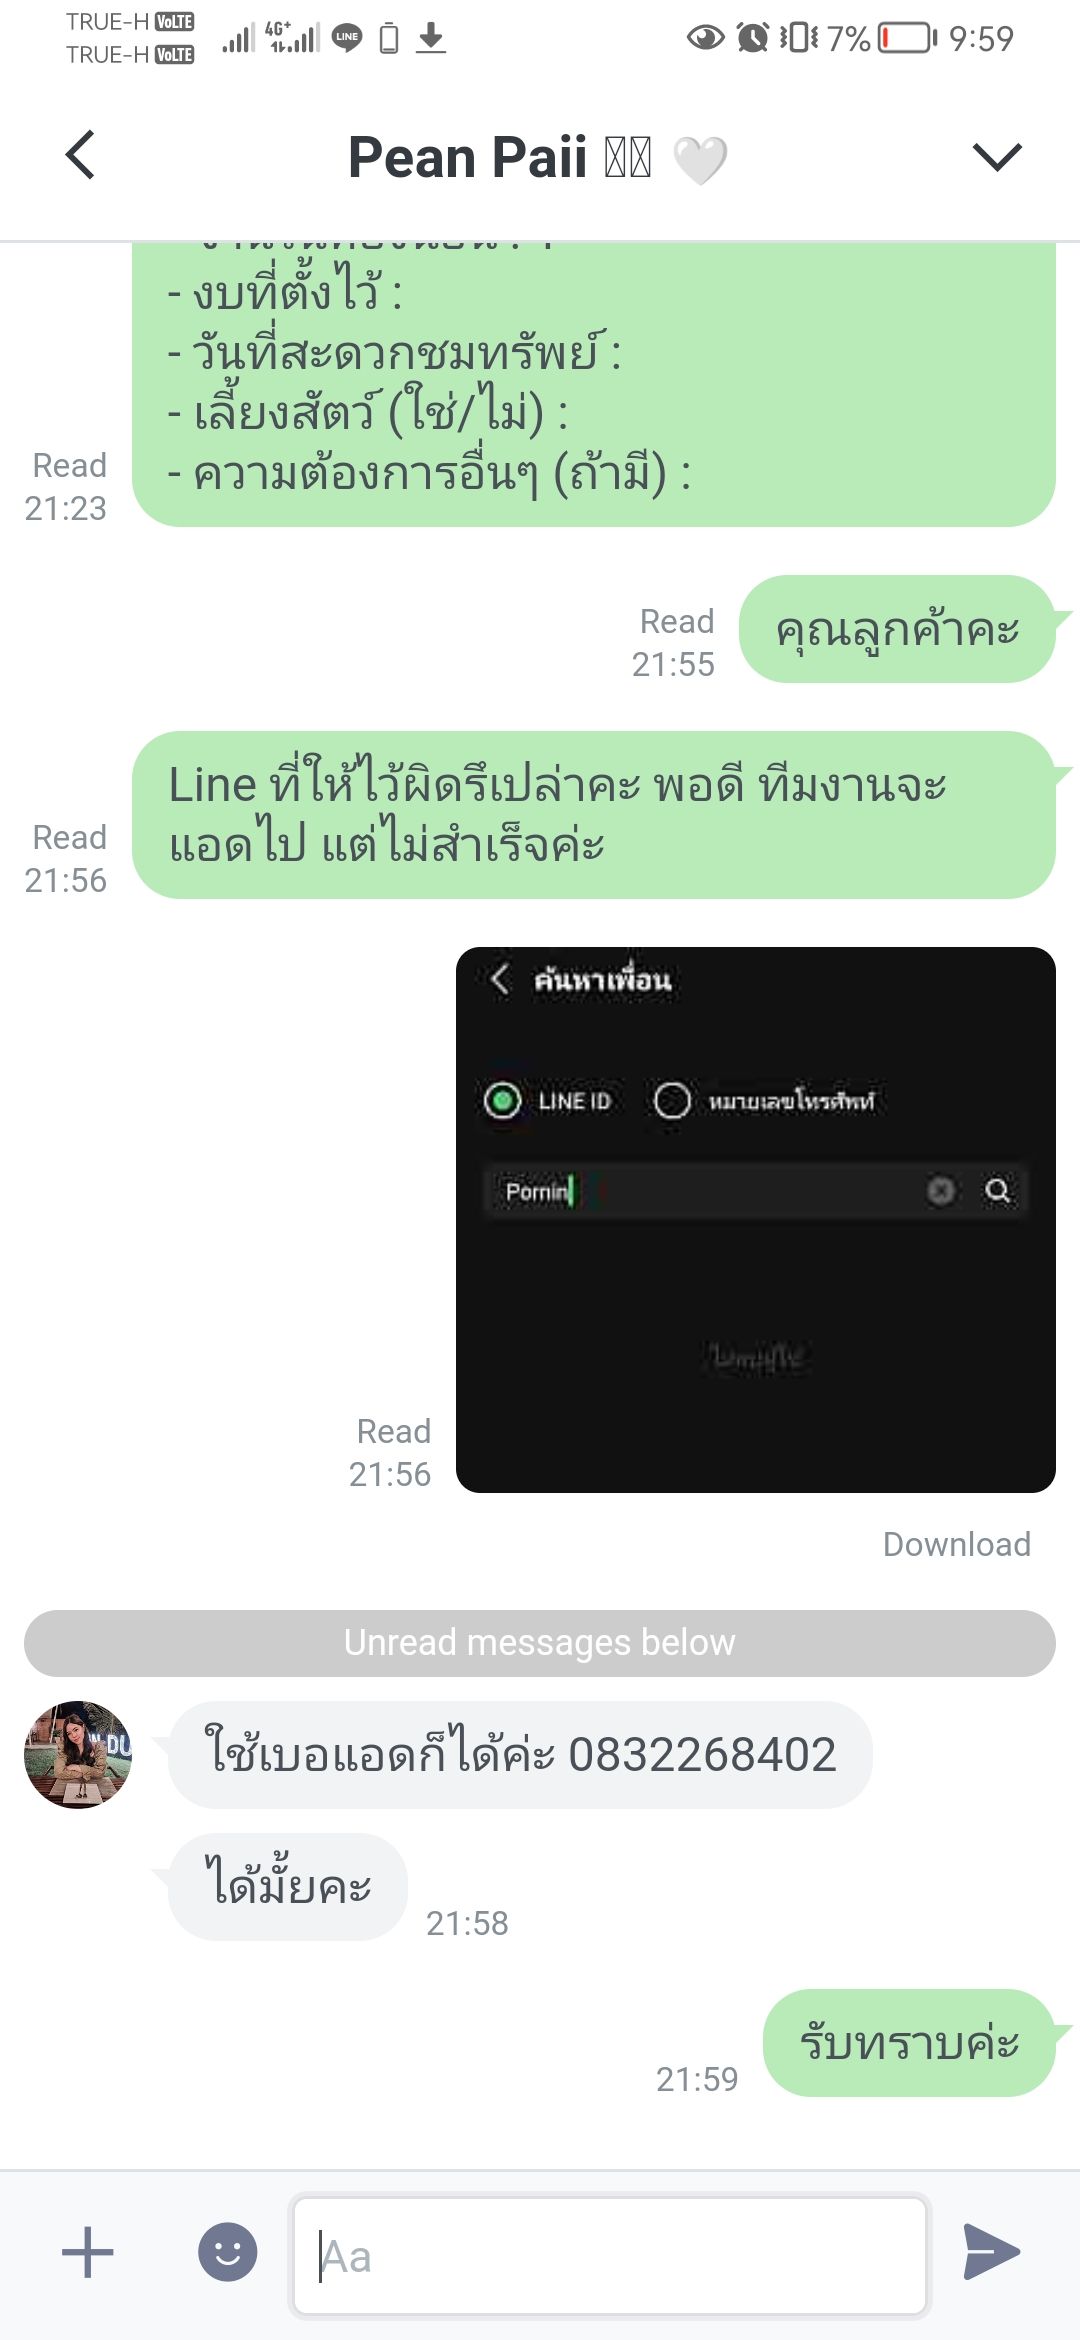 TRUE-H VoLTE
TRUE-H VoLTE
4G+
LINE
7%
9:59
Pean Paii
- งบที่ตั้งไว้ :
- วันที่สะดวกชมทรัพย์ :
- เลี้ยงสัตว์ (ใช่/ไม่) :
- ความต้องการอื่นๆ (ถ้ามี) :
Read
21:23
คุณลูกค้าคะ
Read
21:55
Line ที่ให้ไว้ผิดรึเปล่าคะ พอดี ทีมงานจะ
แอดไป แต่ไม่สำเร็จค่ะ
Read
21:56
ค้นหาเพื่อน
LINE ID
หมายเลขโทรศัพท์
Pornin
Read
21:56
Download
Unread messages below
ใช้เบอแอดก็ได้ค่ะ 0832268402
ได้มั้ยคะ
21:58
รับทราบค่ะ
21:59
Aa